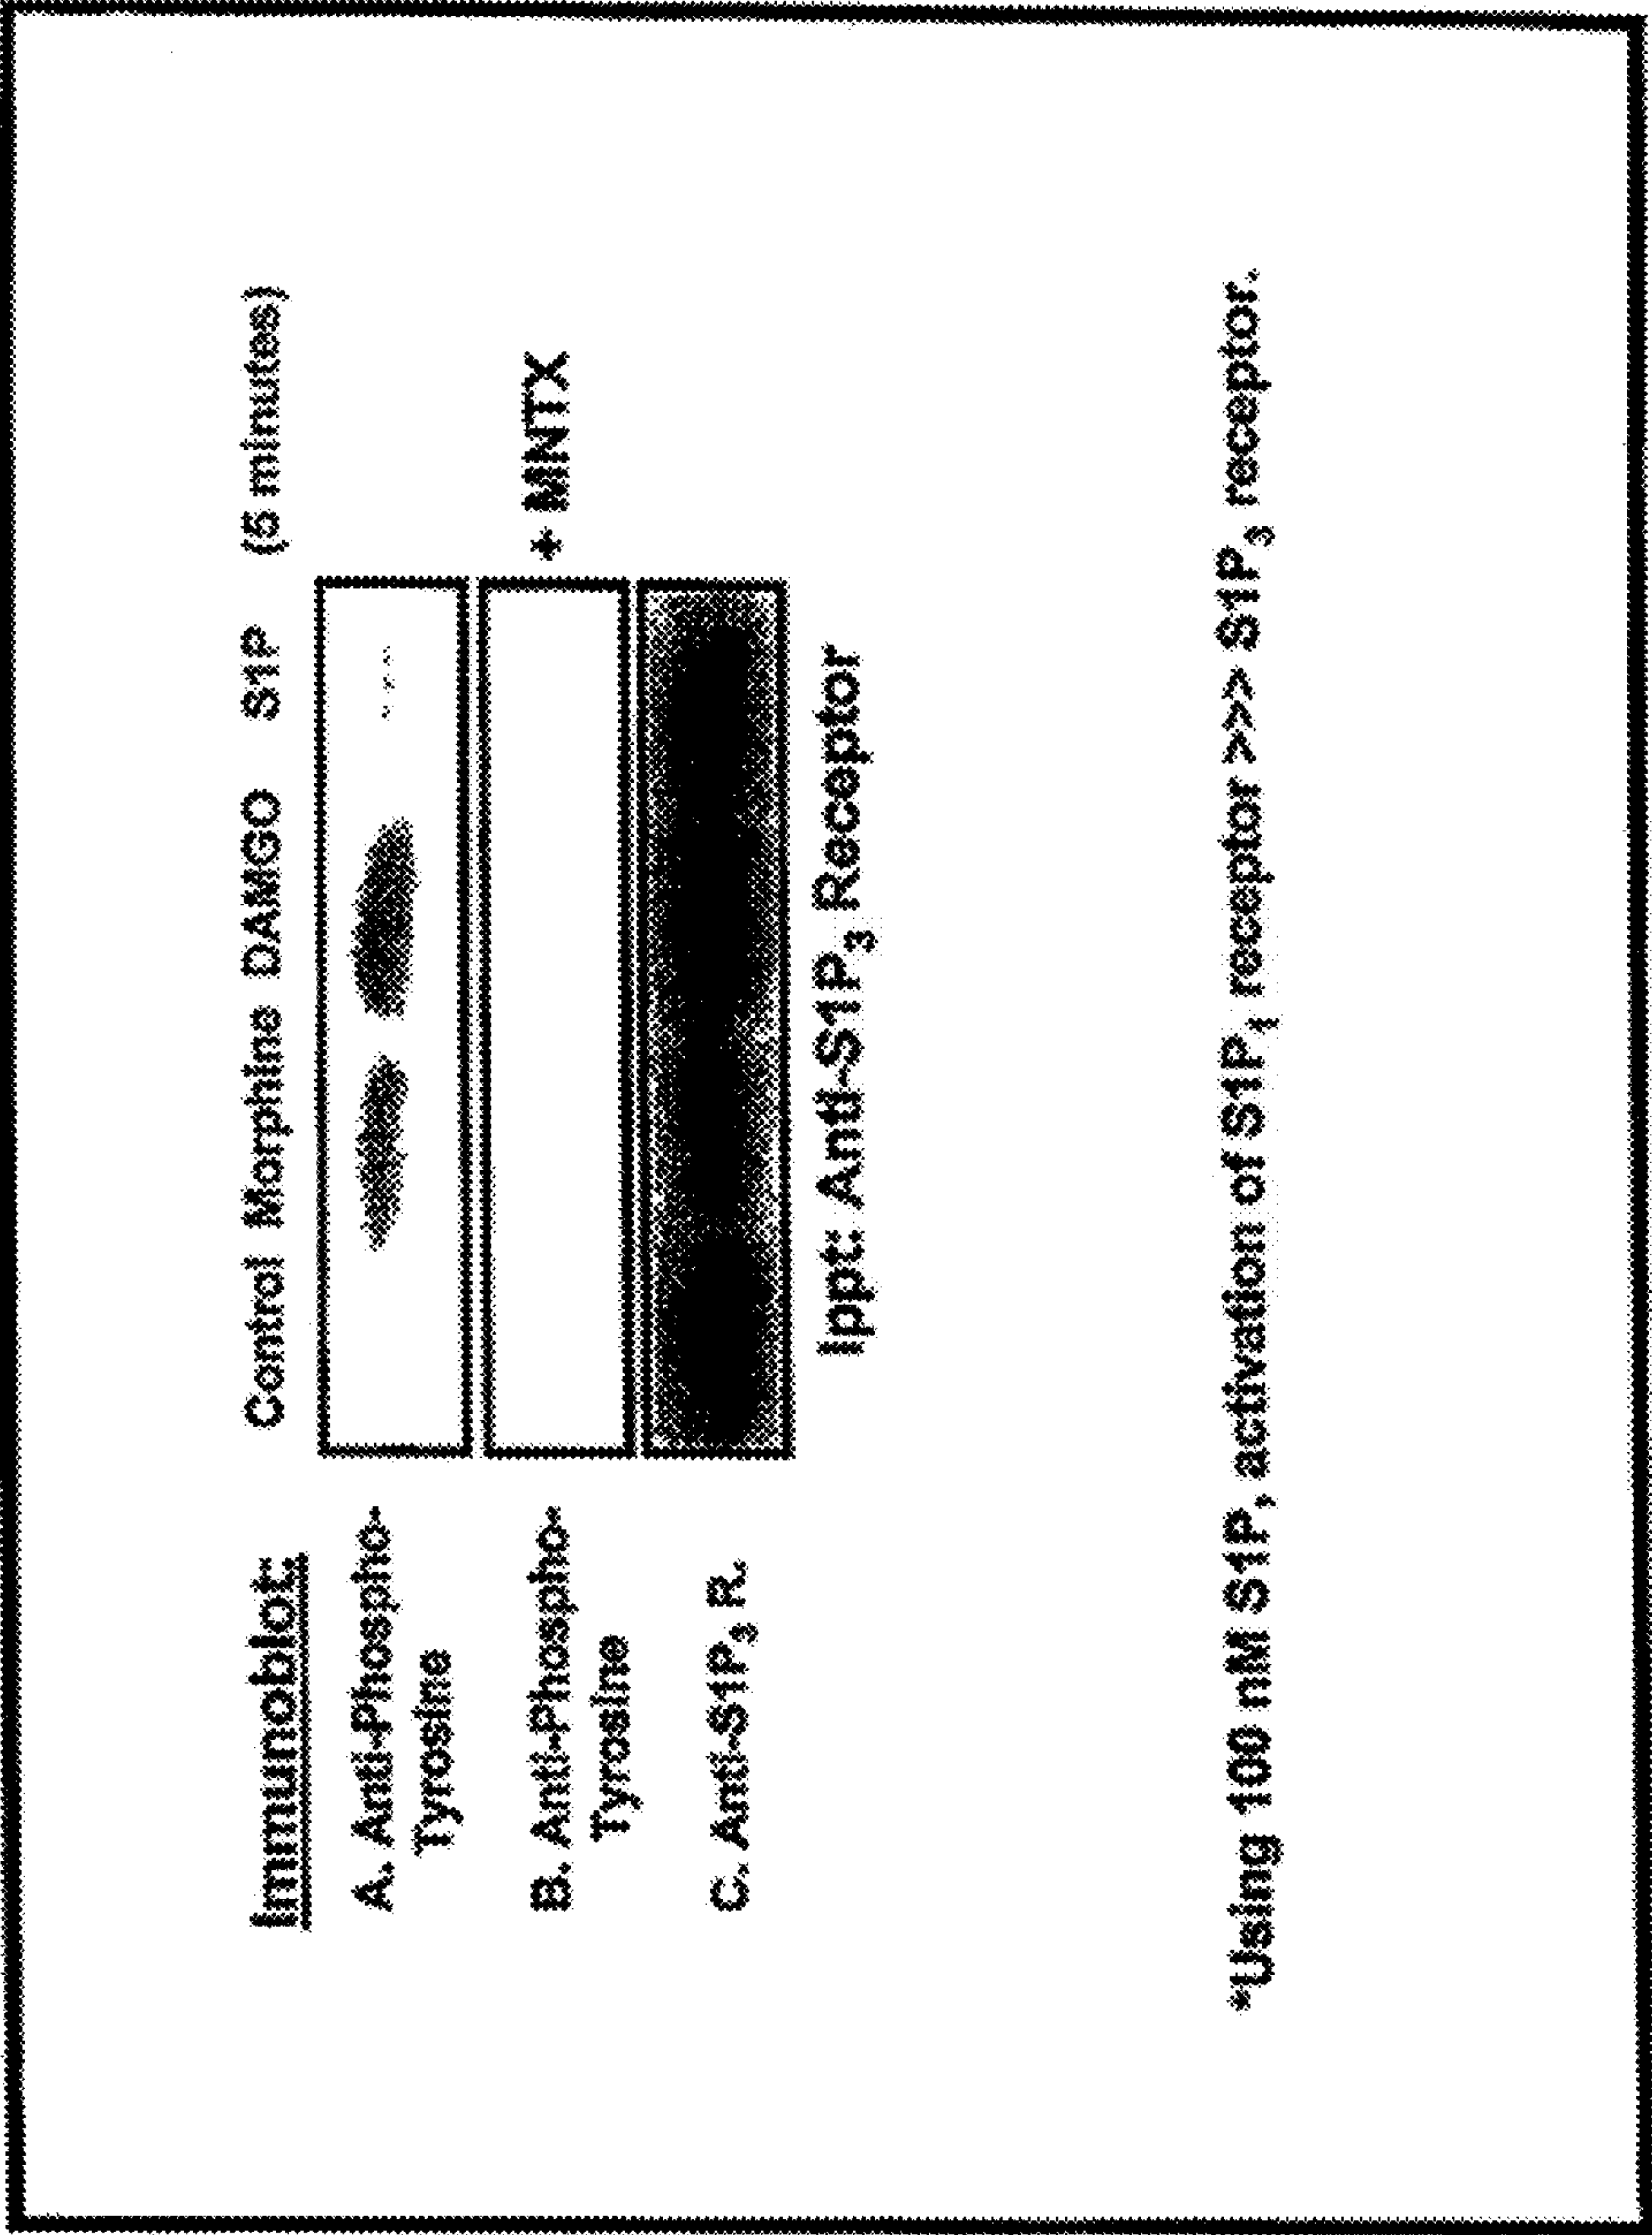 Immunoblot:
Control Morphine DAMGO S1P (5 minutes)
A. Anti-Phospho-
Tyrosine
B. Anti-Phospho-
Tyrosine
+ MNTX
C. Anti-S1P3 R.
Ippt: Anti-S1P3 Receptor
*Using 100 nM S1P, activation of S1P1 receptor >>> S1P3 receptor.